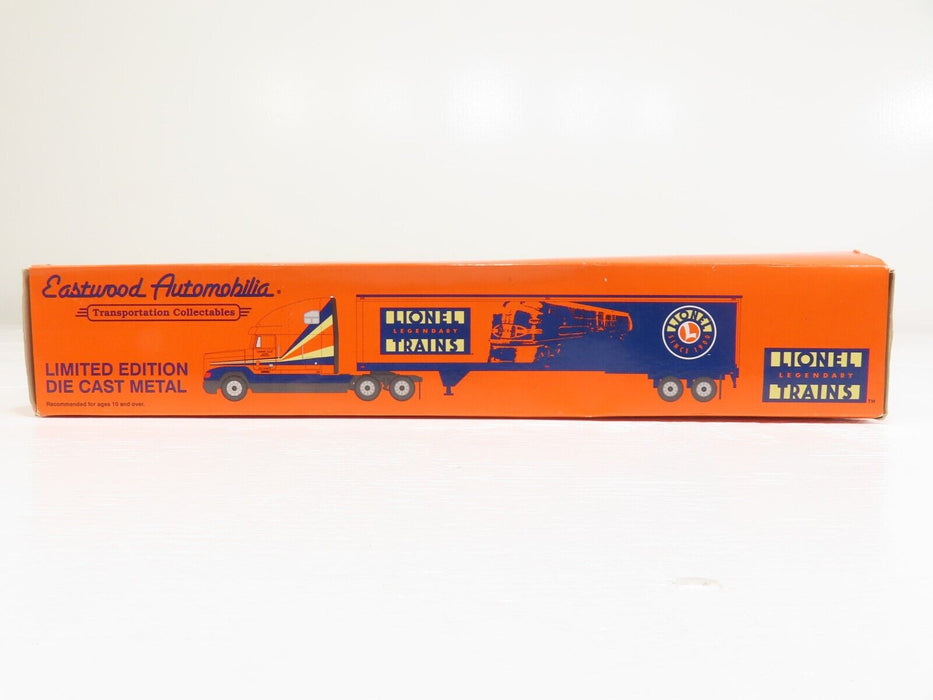 Eastwood Automobilia®
Transportation Collectables
LIMITED EDITION
DIE CAST METAL
Recommended for ages 15 and over.
LIONEL
LEGENDARY
TRAINS
LIONEL
L
SINCE 1900
LIONEL
LEGENDARY
TRAINS™